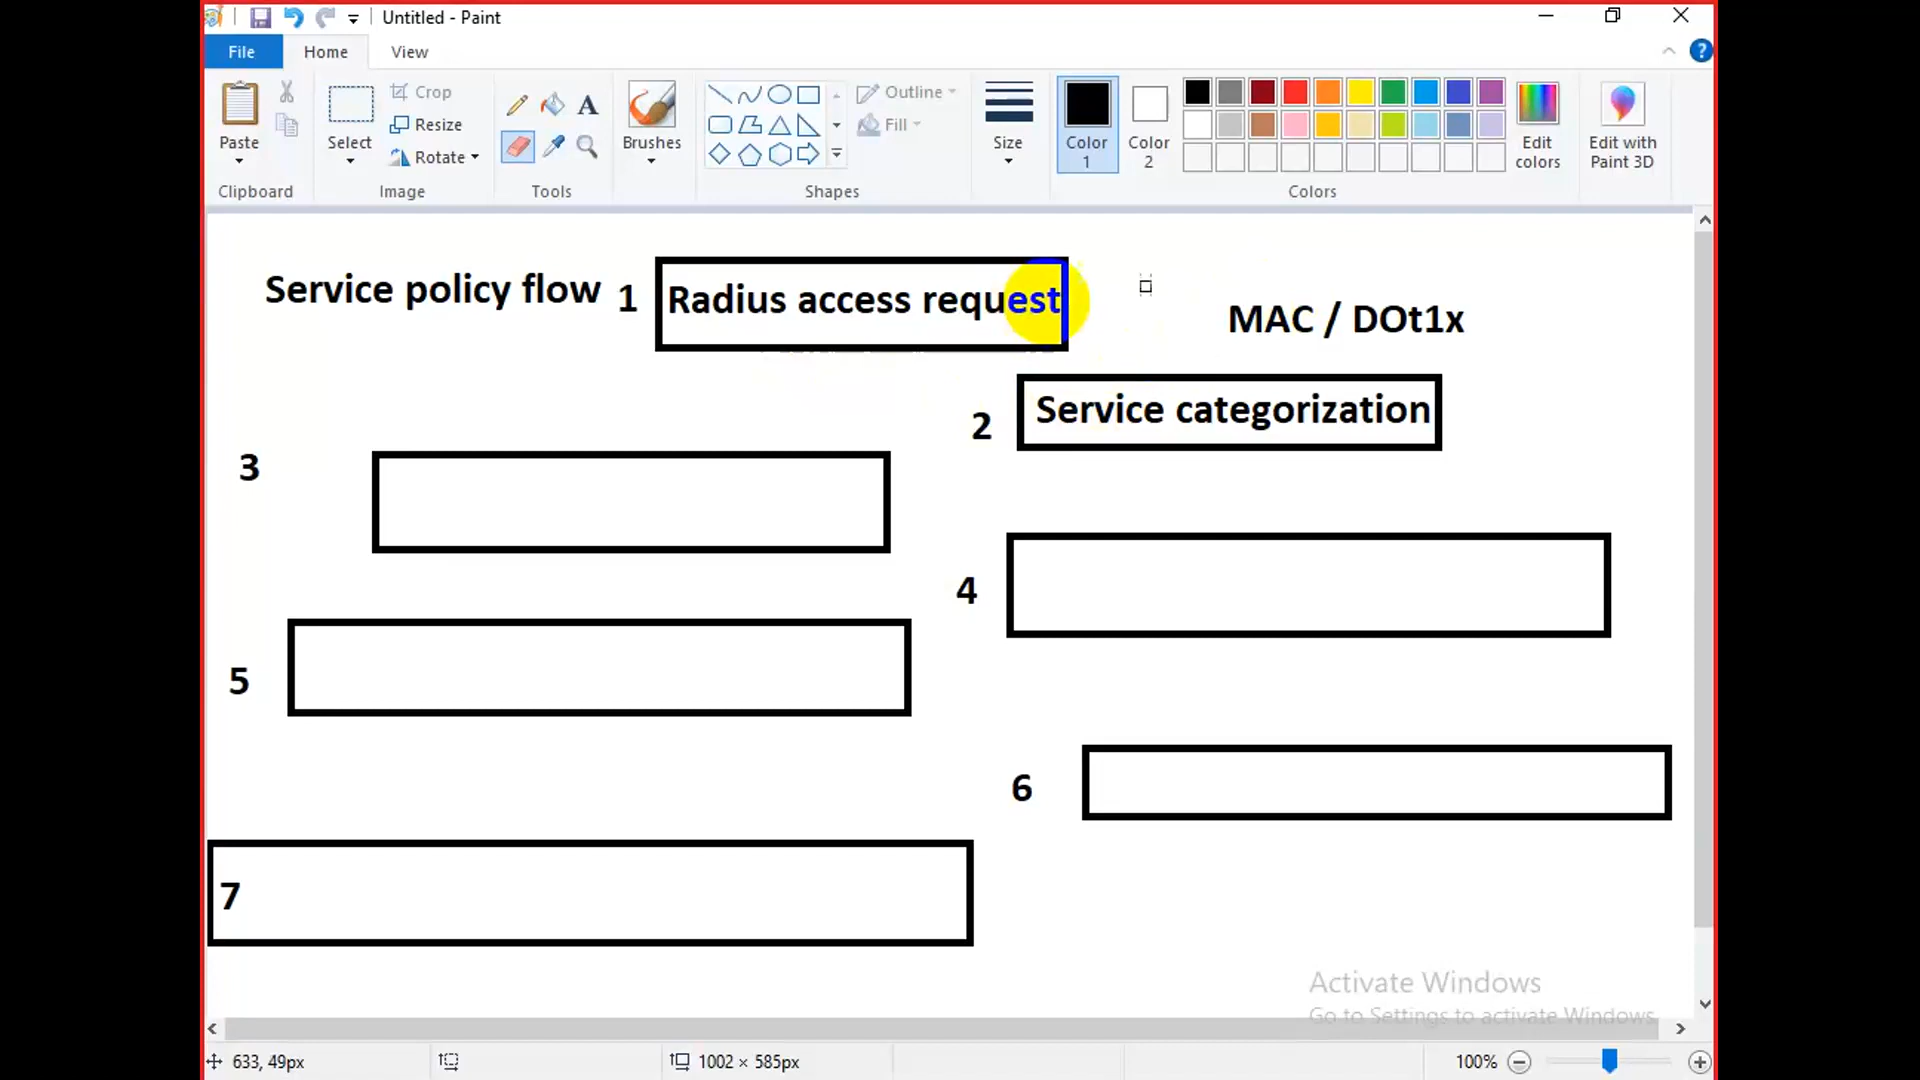 Untitled - Paint
File Home View
Paste
Clipboard
Select
Crop
Resize
Rotate
Image
A
Tools
Brushes
Shapes
Outline
Fill
Size
Color 1
Color 2
Colors
Edit colors
Edit with Paint 3D
Service policy flow
1
Radius access request
MAC / DOt1x
2
Service categorization
3
4
5
6
7
Activate Windows
Go to Settings to activate Windows.
633, 49px
1002 × 585px
100%